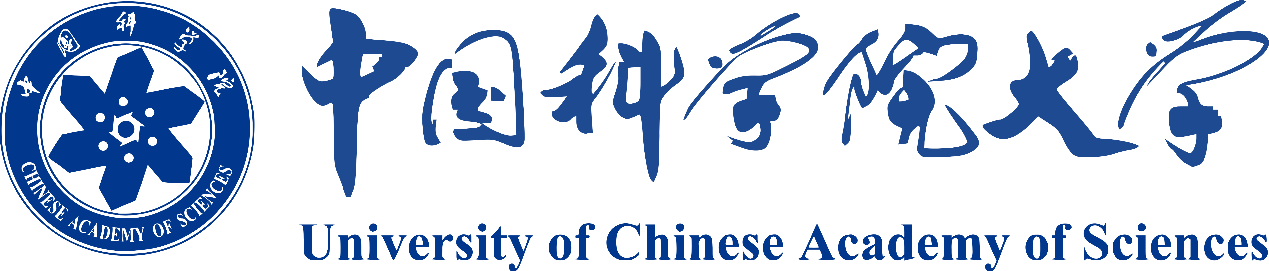 中国科学院
CHINESE ACADEMY OF SCIENCES
中国科学院大学
University of Chinese Academy of Sciences